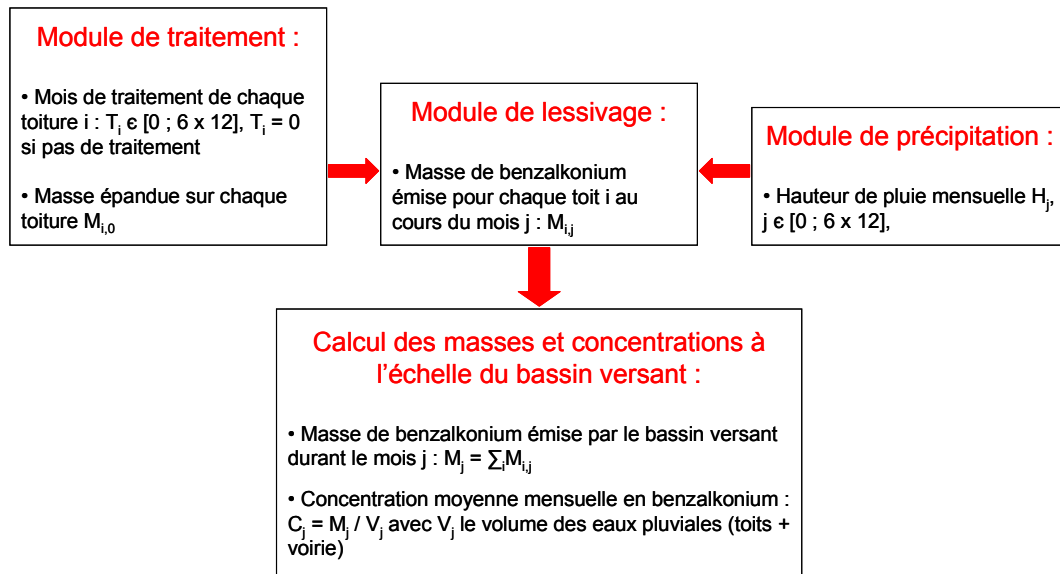 Module de traitement :
• Mois de traitement de chaque
toiture i : Tᵢ є [0 ; 6 x 12], Tᵢ = 0
si pas de traitement
• Masse épandue sur chaque
toiture Mi,0
Module de lessivage :
• Masse de benzalkonium
émise pour chaque toit i au
cours du mois j : Mi,j
Module de précipitation :
• Hauteur de pluie mensuelle Hj,
j є [0 ; 6 x 12],
Calcul des masses et concentrations à
l'échelle du bassin versant :
• Masse de benzalkonium émise par le bassin versant
durant le mois j : Mj = ∑iMi,j
• Concentration moyenne mensuelle en benzalkonium :
Cj = Mj / Vj avec Vj le volume des eaux pluviales (toits +
voirie)